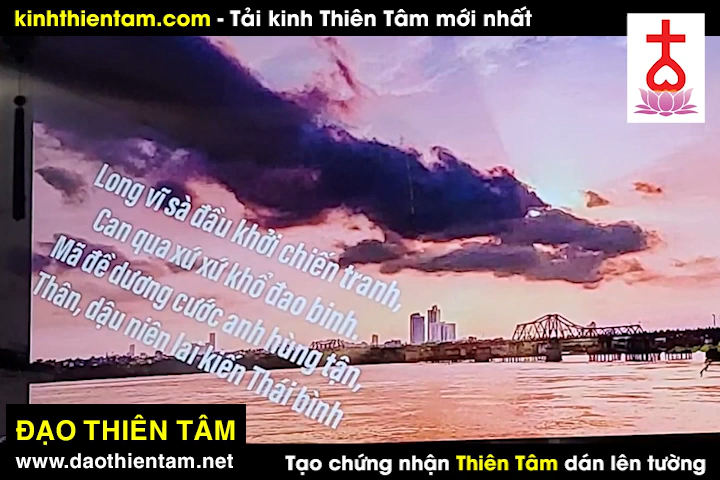 kinhthientam.com - Tải kinh Thiên Tâm mới nhất
Long vĩ sà đầu khởi chiến tranh,
Can qua xứ xứ khổ đao binh.
Mã đề dương cước anh hùng tận,
Thân, dậu niên lai kiến Thái bình
ĐẠO THIÊN TÂM
www.daothientam.net
Tạo chứng nhận Thiên Tâm dán lên tường